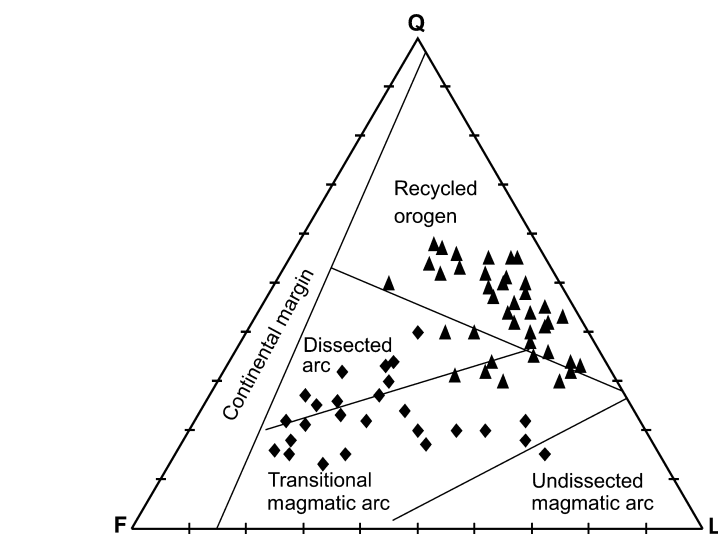 Q
Recycled
orogen
Continental margin
Dissected
arc
Transitional
magmatic arc
Undissected
magmatic arc
F
L